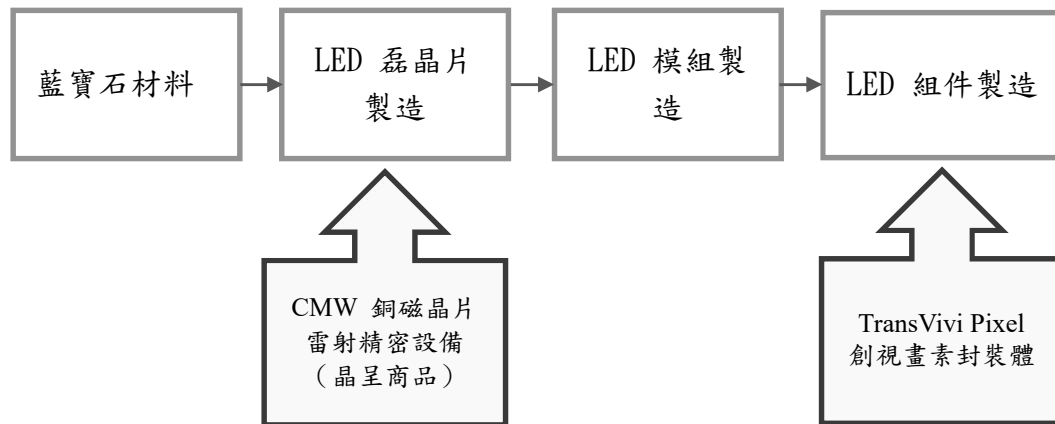 藍寶石材料
LED 磊晶片
製造
LED 模組製
造
LED 組件製造
CMW 銅磁晶片
雷射精密設備
（晶呈商品）
TransVivi Pixel
創視畫素封裝體